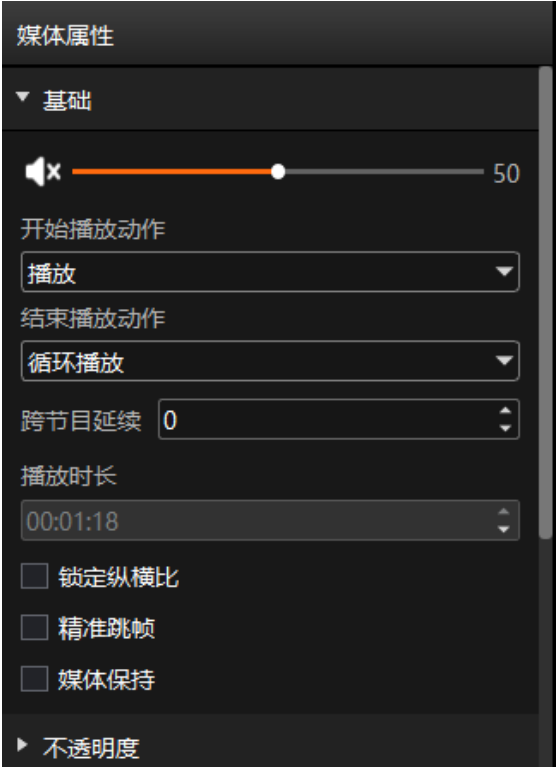 媒体属性
基础
50
开始播放动作
播放
结束播放动作
循环播放
跨节目延续 0
播放时长
00:01:18
锁定纵横比
精准跳帧
媒体保持
不透明度